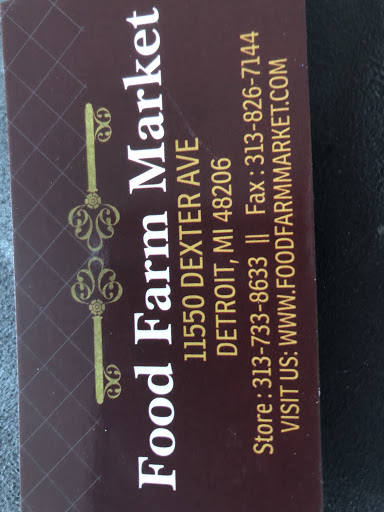 Food Farm Market
11550 DEXTER AVE
DETROIT, MI 48206
Store : 313-733-8633 || Fax : 313-826-7144
VISIT US: WWW.FOODFARMMARKET.COM